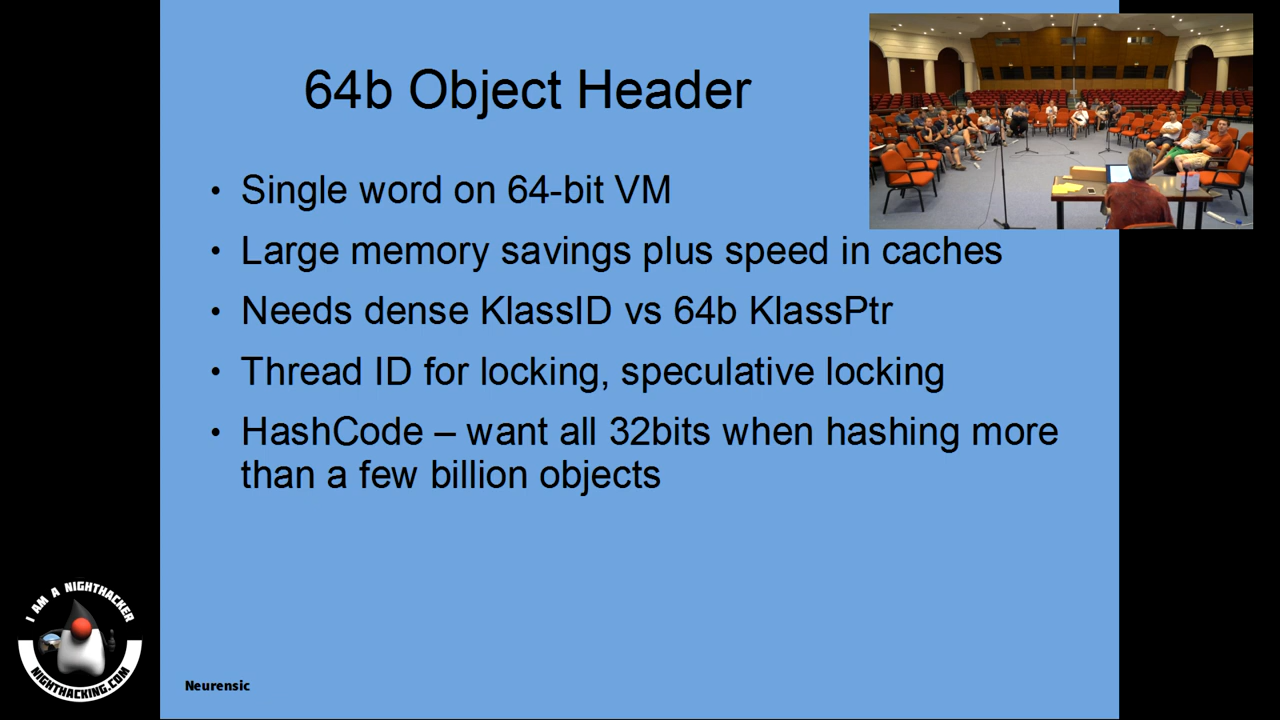 64b Object Header
• Single word on 64-bit VM
• Large memory savings plus speed in caches
• Needs dense KlassID vs 64b KlassPtr
• Thread ID for locking, speculative locking
• HashCode – want all 32bits when hashing more
than a few billion objects
I AM A NIGHTHACKER
NIGHTHACKING.COM
Neurensic